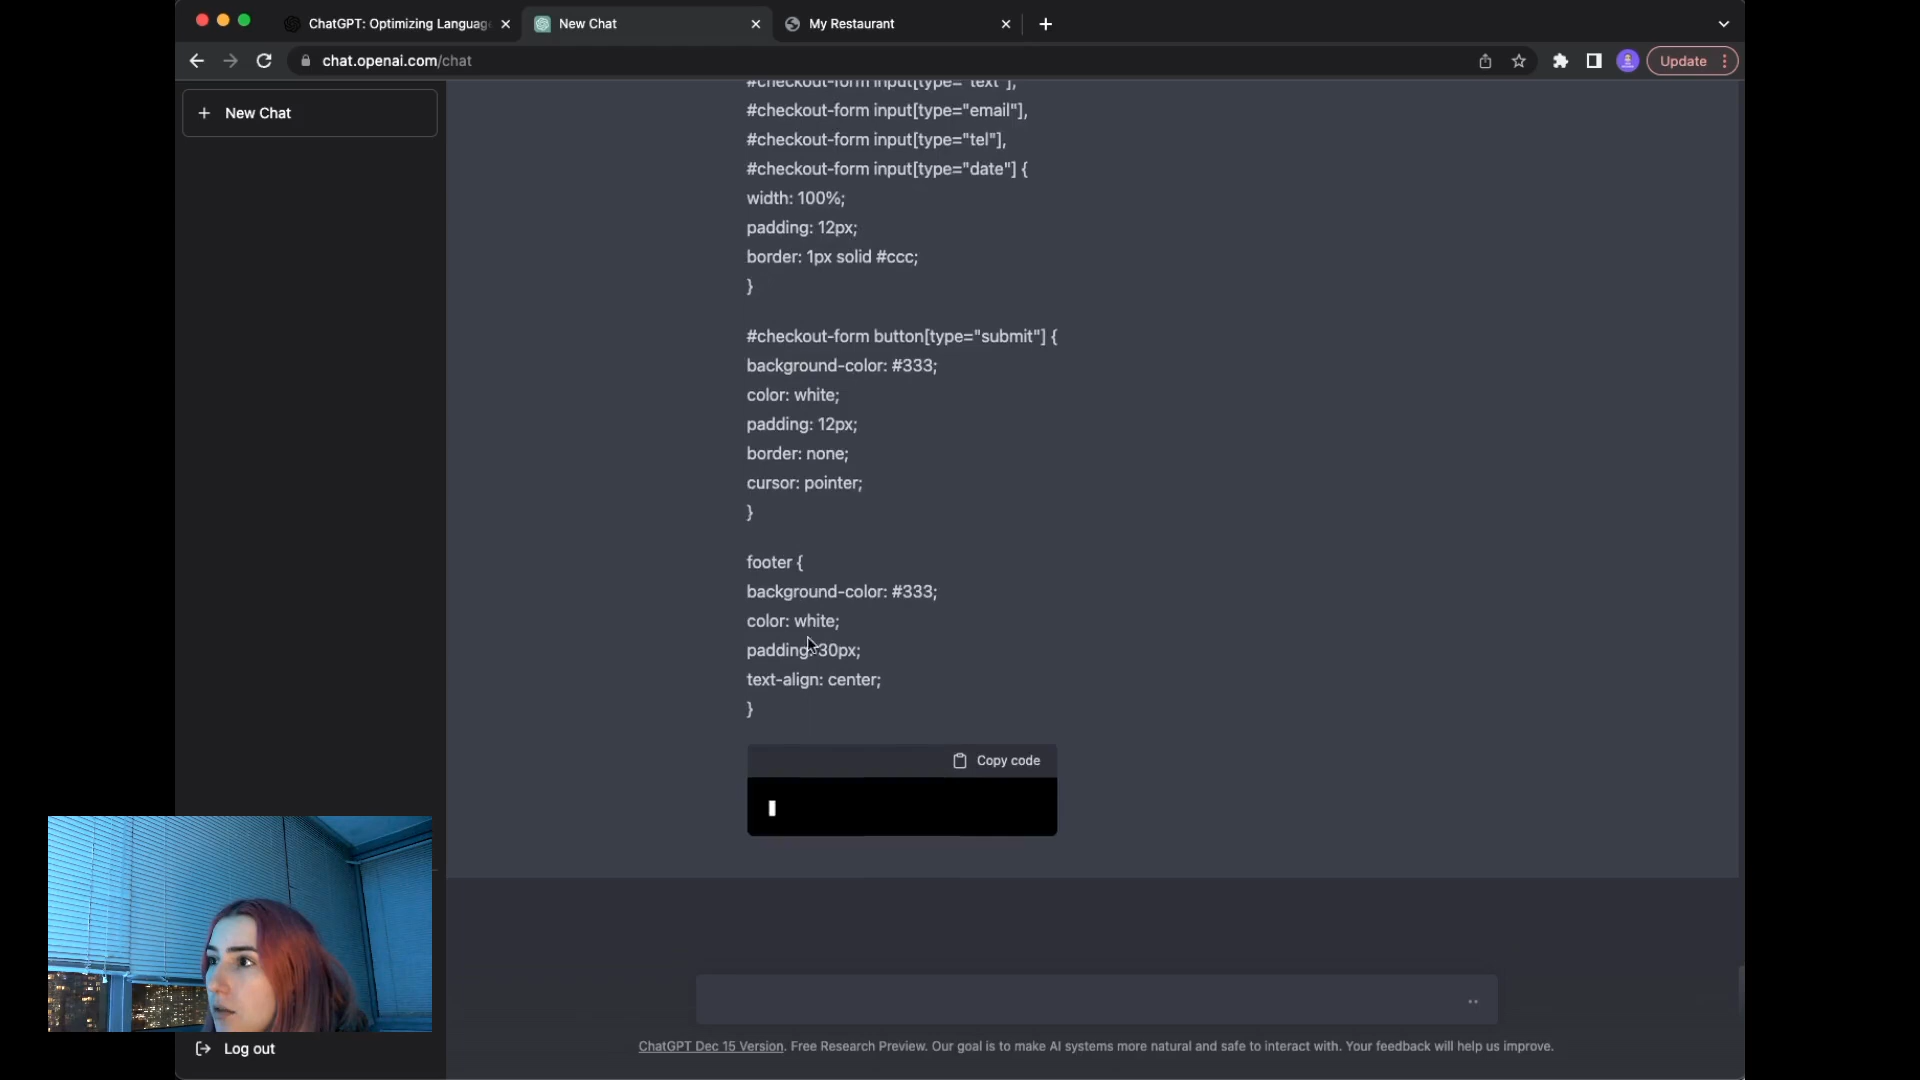 ChatGPT: Optimizing Languag
New Chat
My Restaurant
chat.openai.com/chat
Update
New Chat
#checkout-form input[type="text"],
#checkout-form input[type="email"],
#checkout-form input[type="tel"],
#checkout-form input[type="date"] {
width: 100%;
padding: 12px;
border: 1px solid #ccc;
}
#checkout-form button[type="submit"] {
background-color: #333;
color: white;
padding: 12px;
border: none;
cursor: pointer;
}
footer {
background-color: #333;
color: white;
padding: 30px;
text-align: center;
}
Copy code
Log out
ChatGPT Dec 15 Version. Free Research Preview. Our goal is to make AI systems more natural and safe to interact with. Your feedback will help us improve.